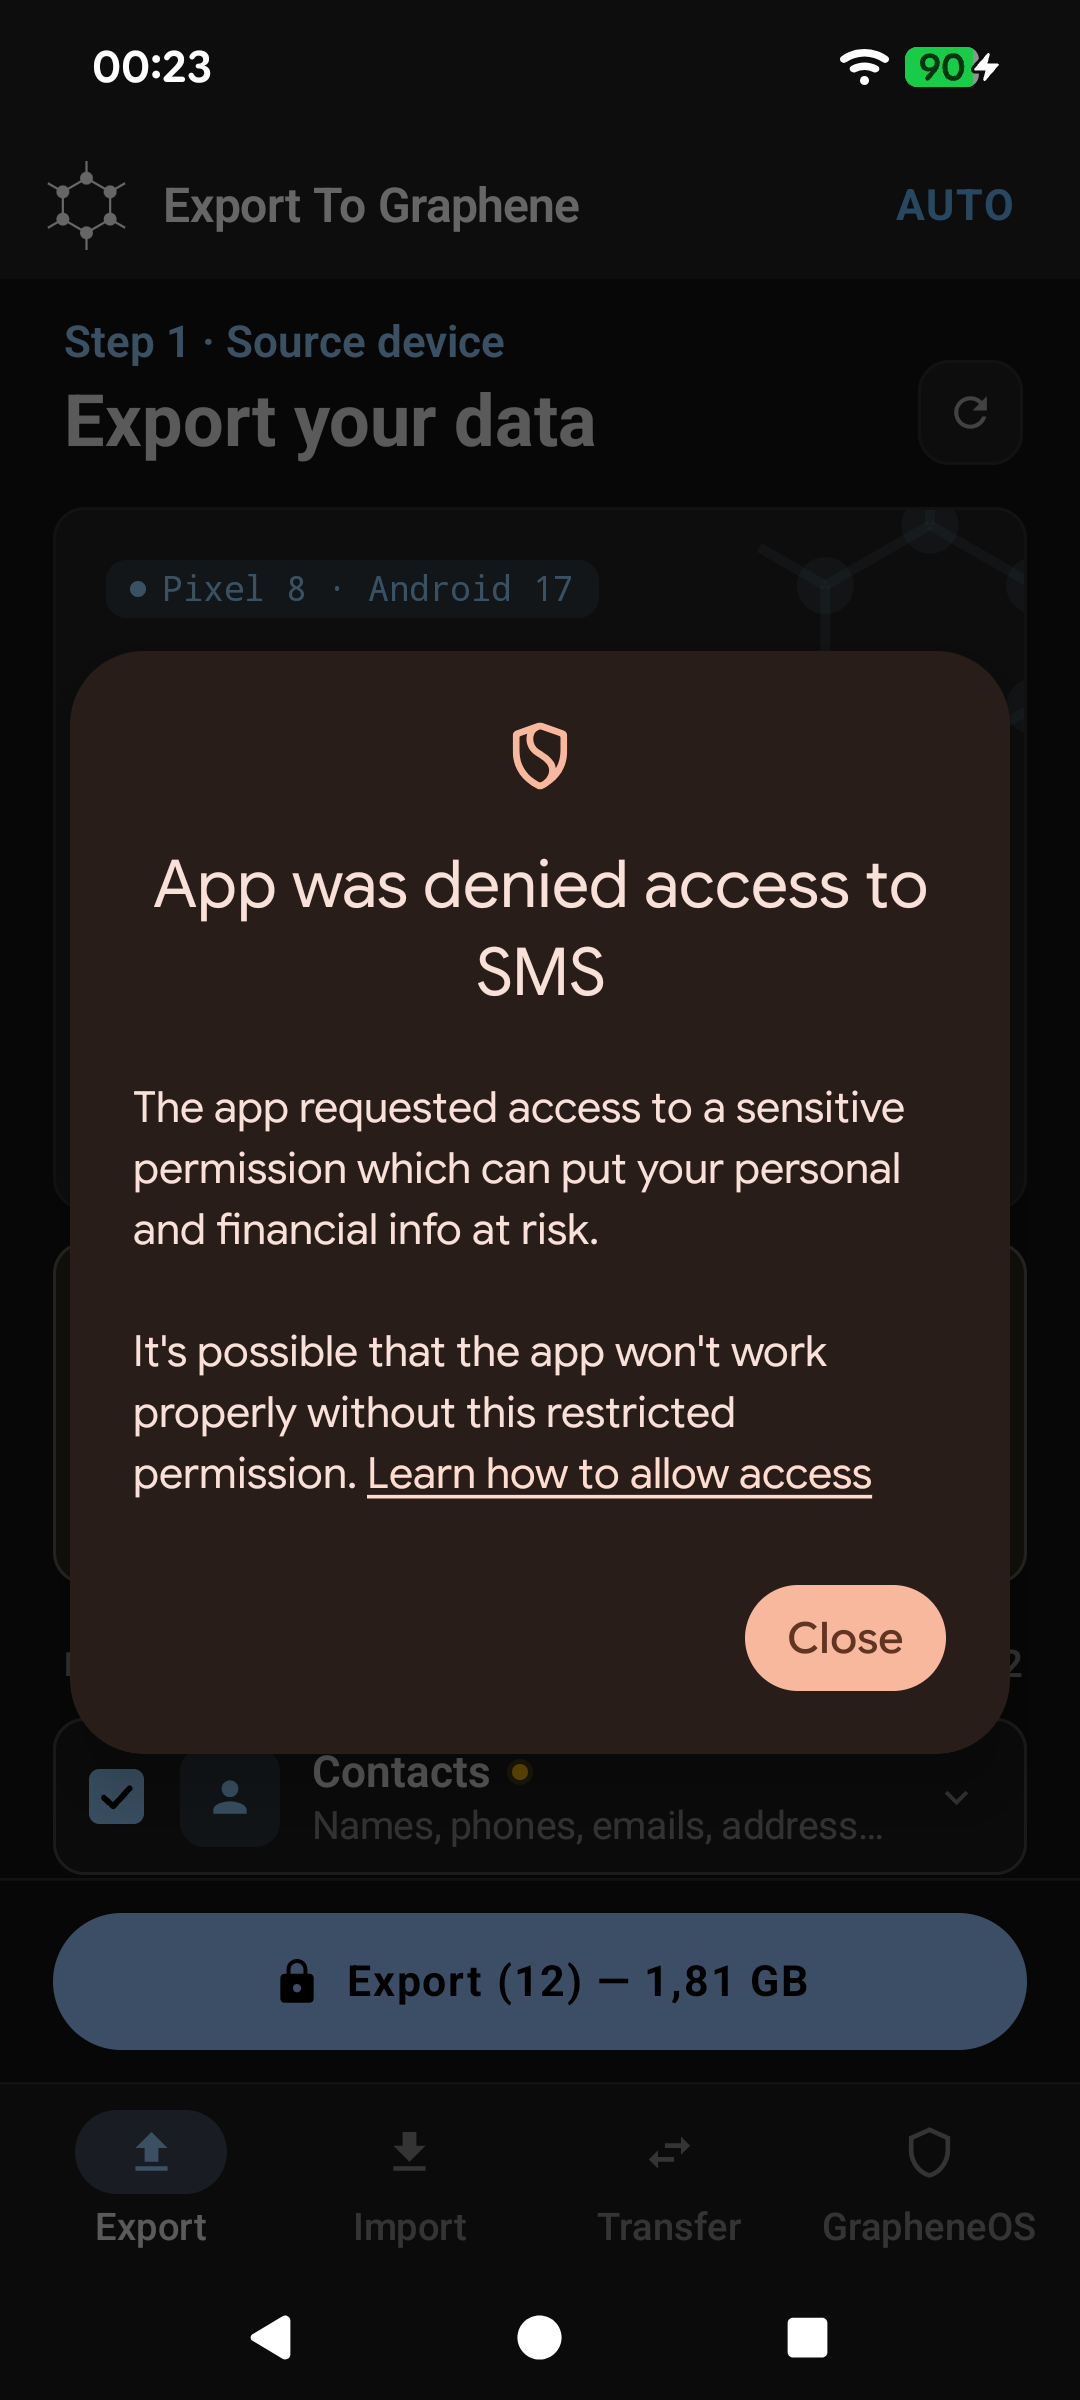 00:23
90
Export To Graphene
AUTO
Step 1 · Source device
Export your data
Pixel 8 · Android 17
App was denied access to
SMS
The app requested access to a sensitive
permission which can put your personal
and financial info at risk.
It's possible that the app won't work
properly without this restricted
permission. Learn how to allow access
Close
2
Contacts
Names, phones, emails, address...
Export (12) — 1,81 GB
Export
Import
Transfer
GrapheneOS